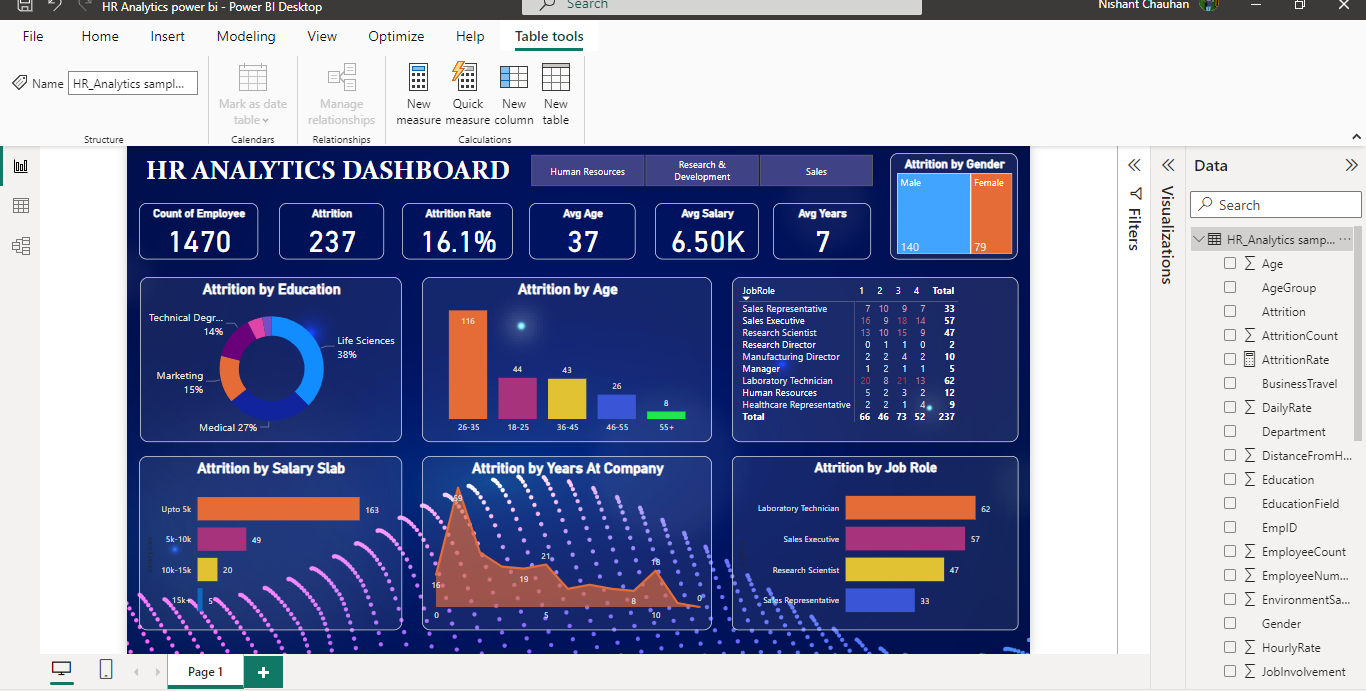 HR Analytics power bi - Power BI Desktop
Search
Nishant Chauhan
File Home Insert Modeling View Optimize Help Table tools
Name HR_Analytics sampl...
Mark as date table
Manage relationships
New measure
Quick measure
New column
New table
Structure
Calendars
Relationships
Calculations
HR ANALYTICS DASHBOARD
Human Resources
Research & Development
Sales
Attrition by Gender
Male
Female
140
79
Count of Employee
1470
Attrition
237
Attrition Rate
16.1%
Avg Age
37
Avg Salary
6.50K
Avg Years
7
Attrition by Education
Technical Degr...
14%
Life Sciences
38%
Marketing
15%
Medical 27%
Attrition by Age
116
44
43
26
8
26-35 18-25 36-45 46-55 55+
JobRole 1 2 3 4 Total
Sales Representative 7 10 9 7 33
Sales Executive 16 9 18 14 57
Research Scientist 13 10 15 9 47
Research Director 0 1 1 0 2
Manufacturing Director 2 2 4 2 10
Manager 1 2 1 1 5
Laboratory Technician 20 8 21 13 62
Human Resources 5 2 3 2 12
Healthcare Representative 2 2 1 4 9
Total 66 46 73 52 237
Attrition by Salary Slab
Upto 5k 163
5k-10k 49
10k-15k 20
15k+ 5
Attrition by Years At Company
59
16
19
21
8
18
0
0 5 10
Attrition by Job Role
Laboratory Technician 62
Sales Executive 57
Research Scientist 47
Sales Representative 33
Filters
Visualizations
Data
Search
HR_Analytics samp...
Age
AgeGroup
Attrition
AttritionCount
AttritionRate
BusinessTravel
DailyRate
Department
DistanceFromH...
Education
EducationField
EmpID
EmployeeCount
EmployeeNum...
EnvironmentSa...
Gender
HourlyRate
JobInvolvement
Page 1